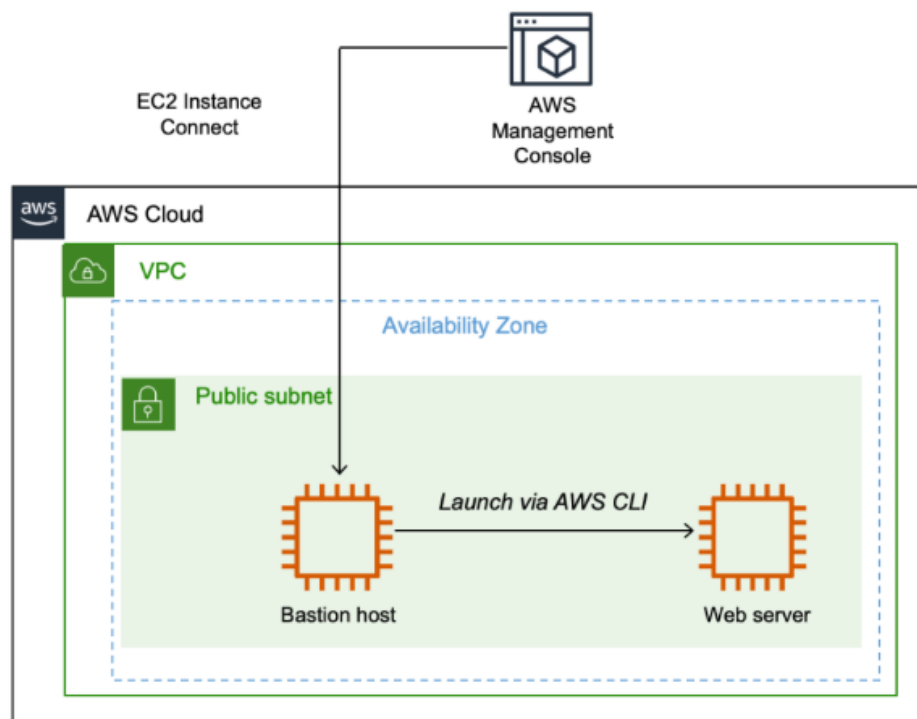 EC2 Instance
Connect
AWS
Management
Console
aws
AWS Cloud
VPC
Availability Zone
Public subnet
Launch via AWS CLI
Bastion host
Web server